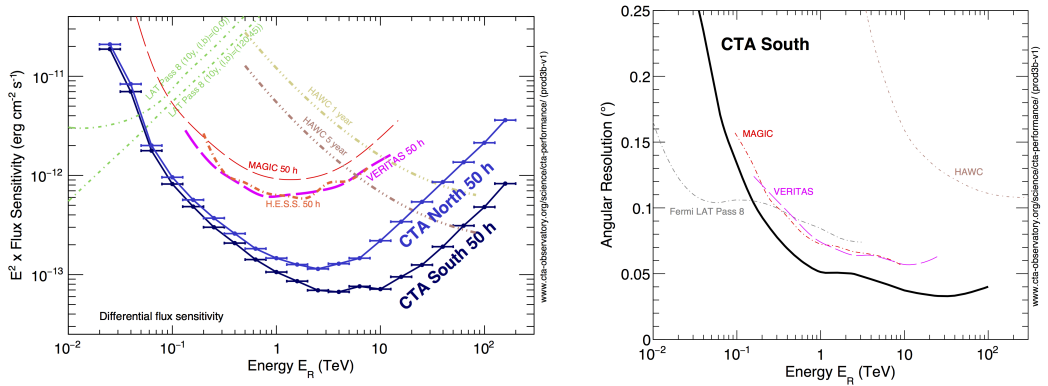 E² x Flux Sensitivity (erg cm⁻² s⁻¹)
10⁻¹¹
10⁻¹²
10⁻¹³
LAT Pass 8 (10y, (l,b)=(0,0))
LAT Pass 8 (10y, (l,b)=(120,45))
HAWC 1 year
HAWC 5 year
MAGIC 50 h
VERITAS 50 h
H.E.S.S. 50 h
CTA North 50 h
CTA South 50 h
Differential flux sensitivity
10⁻² 10⁻¹ 1 10 10²
Energy E_R (TeV)
www.cta-observatory.org/science/cta-performance/ (prod3b-v1)
Angular Resolution (°)
0.25
0.2
0.15
0.1
0.05
0
CTA South
MAGIC
VERITAS
HAWC
Fermi LAT Pass 8
10⁻² 10⁻¹ 1 10 10²
Energy E_R (TeV)
www.cta-observatory.org/science/cta-performance/ (prod3b-v1)